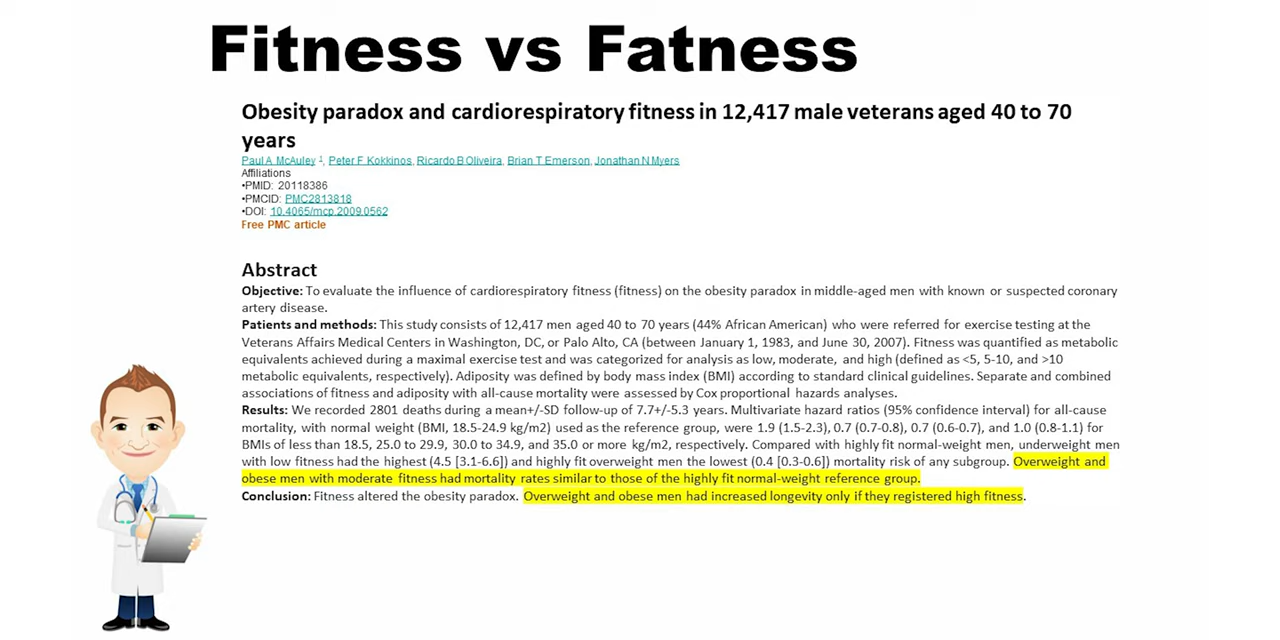 Fitness vs Fatness
Obesity paradox and cardiorespiratory fitness in 12,417 male veterans aged 40 to 70
years
Paul A McAuley 1, Peter F Kokkinos, Ricardo B Oliveira, Brian T Emerson, Jonathan N Myers
Affiliations
•PMID: 20118386
•PMCID: PMC2813818
•DOI: 10.4065/mcp.2009.0562
Free PMC article
Abstract
Objective: To evaluate the influence of cardiorespiratory fitness (fitness) on the obesity paradox in middle-aged men with known or suspected coronary
artery disease.
Patients and methods: This study consists of 12,417 men aged 40 to 70 years (44% African American) who were referred for exercise testing at the
Veterans Affairs Medical Centers in Washington, DC, or Palo Alto, CA (between January 1, 1983, and June 30, 2007). Fitness was quantified as metabolic
equivalents achieved during a maximal exercise test and was categorized for analysis as low, moderate, and high (defined as <5, 5-10, and >10
metabolic equivalents, respectively). Adiposity was defined by body mass index (BMI) according to standard clinical guidelines. Separate and combined
associations of fitness and adiposity with all-cause mortality were assessed by Cox proportional hazards analyses.
Results: We recorded 2801 deaths during a mean+/-SD follow-up of 7.7+/-5.3 years. Multivariate hazard ratios (95% confidence interval) for all-cause
mortality, with normal weight (BMI, 18.5-24.9 kg/m2) used as the reference group, were 1.9 (1.5-2.3), 0.7 (0.7-0.8), 0.7 (0.6-0.7), and 1.0 (0.8-1.1) for
BMIs of less than 18.5, 25.0 to 29.9, 30.0 to 34.9, and 35.0 or more kg/m2, respectively. Compared with highly fit normal-weight men, underweight men
with low fitness had the highest (4.5 [3.1-6.6]) and highly fit overweight men the lowest (0.4 [0.3-0.6]) mortality risk of any subgroup. Overweight and
obese men with moderate fitness had mortality rates similar to those of the highly fit normal-weight reference group.
Conclusion: Fitness altered the obesity paradox. Overweight and obese men had increased longevity only if they registered high fitness.